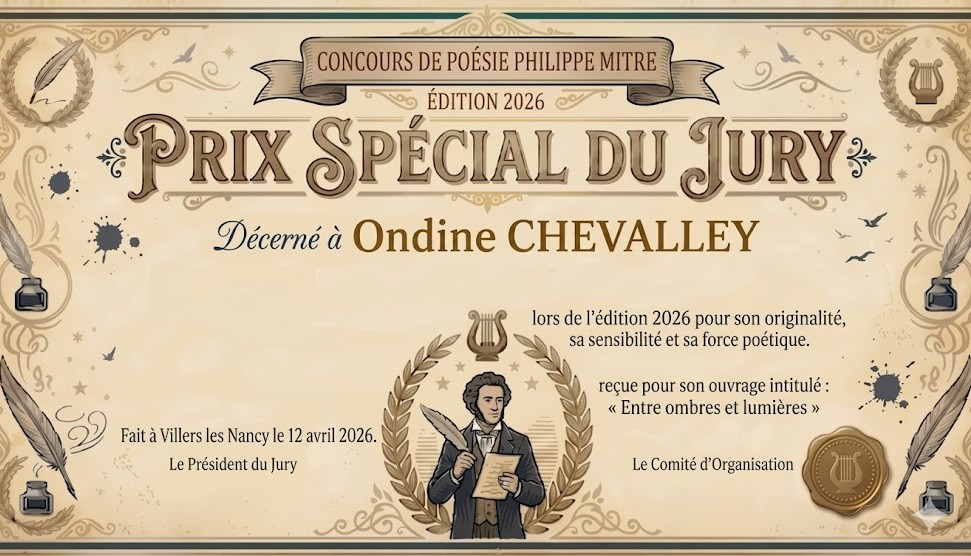 CONCOURS DE POÉSIE PHILIPPE MITRE
ÉDITION 2026
PRIX SPÉCIAL DU JURY
Décerné à Ondine CHEVALLEY
lors de l'édition 2026 pour son originalité,
sa sensibilité et sa force poétique.
reçue pour son ouvrage intitulé :
« Entre ombres et lumières »
Fait à Villers les Nancy le 12 avril 2026.
Le Président du Jury
Le Comité d'Organisation